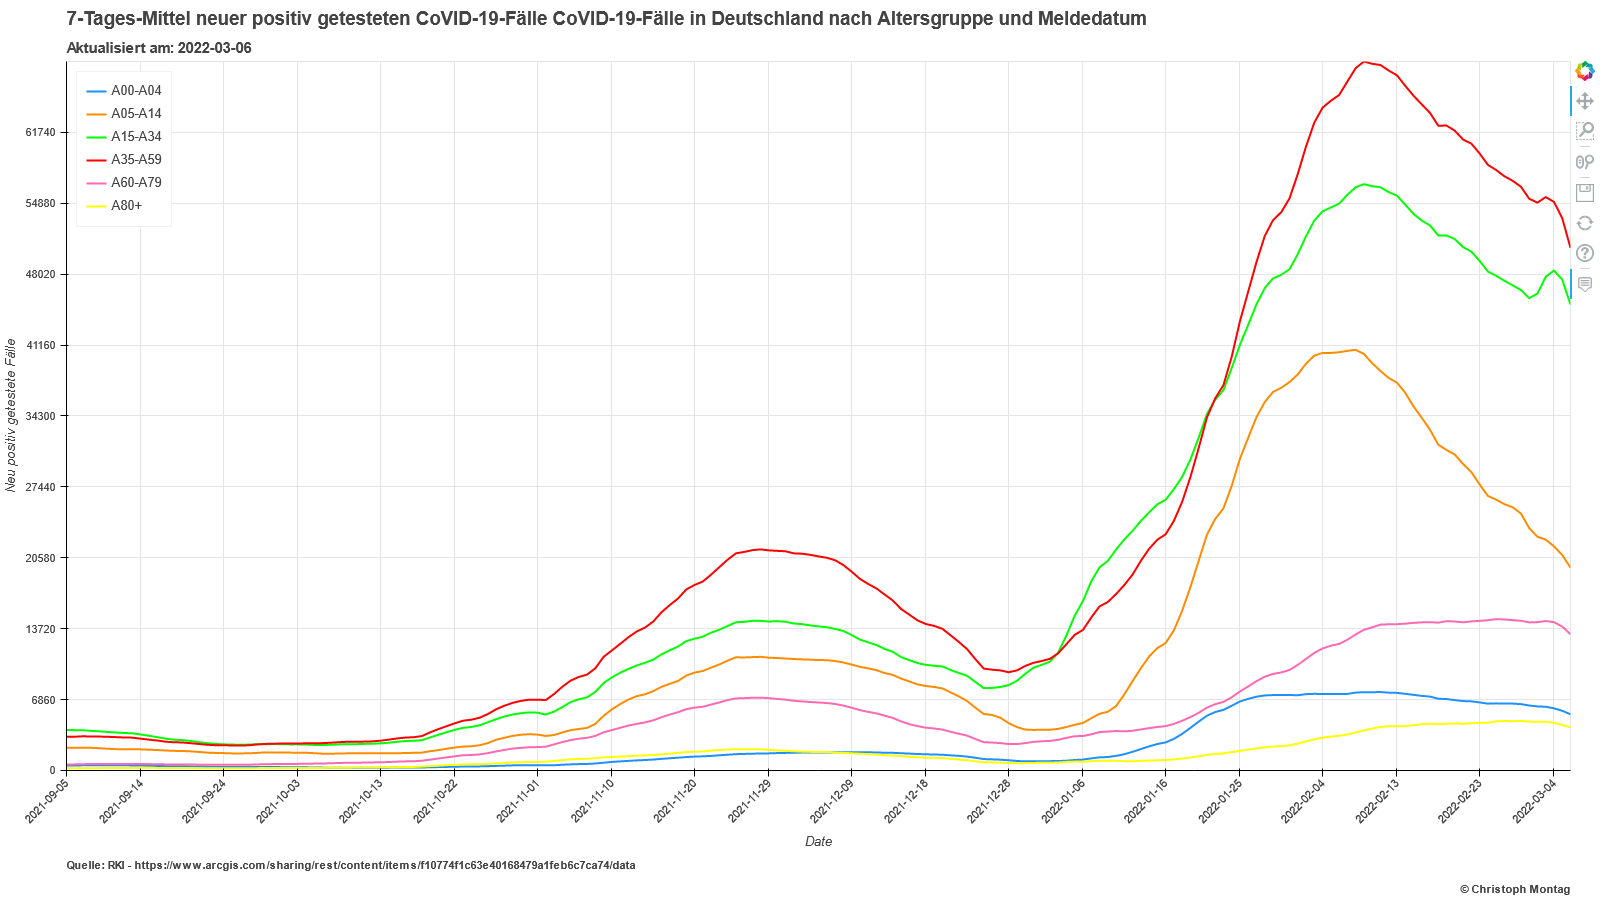 7-Tages-Mittel neuer positiv getesteten CoVID-19-Fälle CoVID-19-Fälle in Deutschland nach Altersgruppe und Meldedatum
Aktualisiert am: 2022-03-06
A00-A04
A05-A14
A15-A34
A35-A59
A60-A79
A80+
Neu positiv getestete Fälle
61740
54880
48020
41160
34300
27440
20580
13720
6860
0
2021-09-05
2021-09-14
2021-09-24
2021-10-03
2021-10-13
2021-10-22
2021-11-01
2021-11-10
2021-11-20
2021-11-29
2021-12-09
2021-12-18
2021-12-28
2022-01-06
2022-01-16
2022-01-25
2022-02-04
2022-02-13
2022-02-23
2022-03-04
Date
Quelle: RKI - https://www.arcgis.com/sharing/rest/content/items/f10774f1c63e40168479a1feb6c7ca74/data
© Christoph Montag